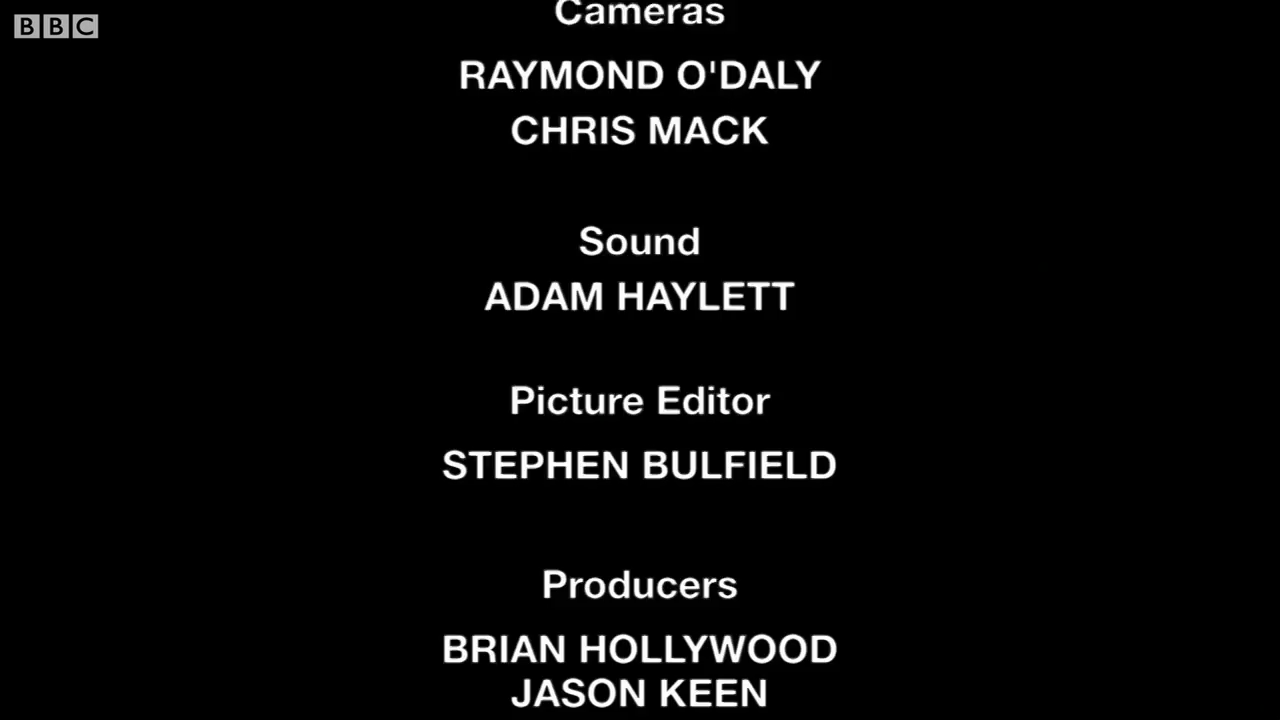 BBC
Cameras
RAYMOND O'DALY
CHRIS MACK
Sound
ADAM HAYLETT
Picture Editor
STEPHEN BULFIELD
Producers
BRIAN HOLLYWOOD
JASON KEEN